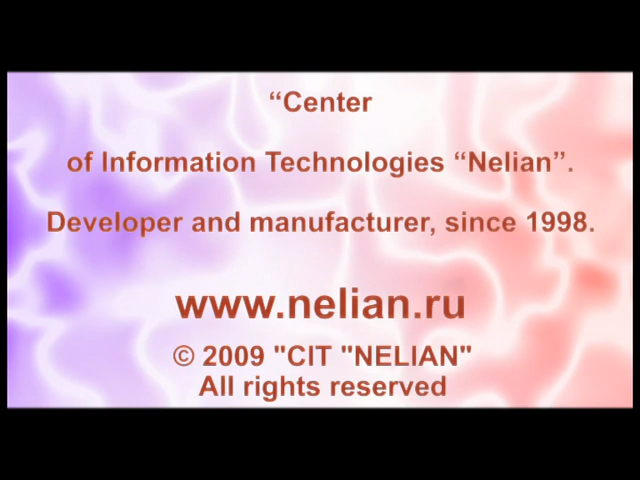 “Center
of Information Technologies “Nelian”.
Developer and manufacturer, since 1998.
www.nelian.ru
© 2009 "CIT "NELIAN"
All rights reserved